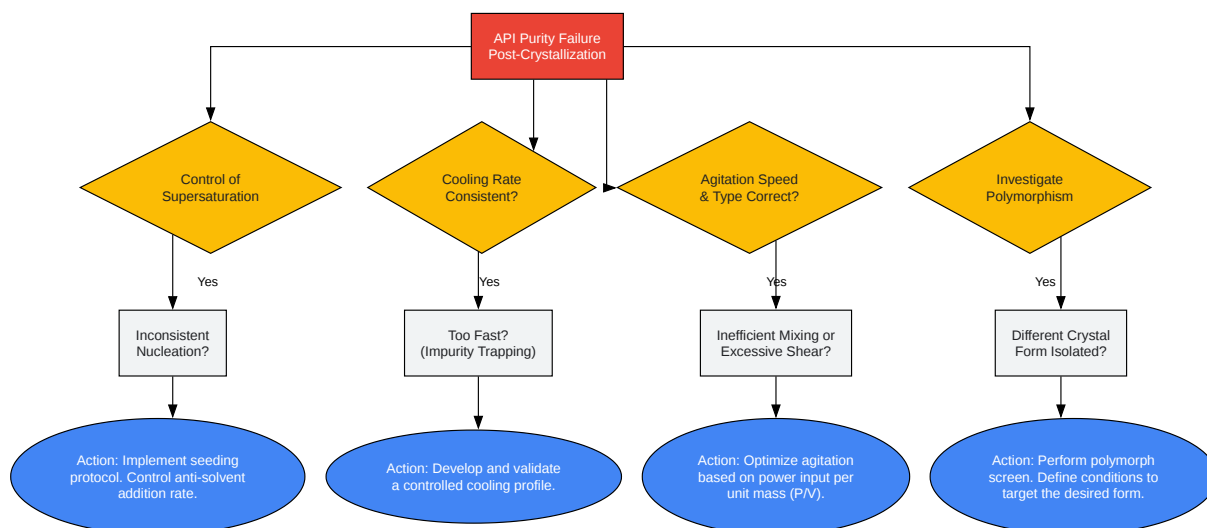 API Purity Failure
Post-Crystallization
Control of
Supersaturation
Cooling Rate
Consistent?
Agitation Speed
& Type Correct?
Investigate
Polymorphism
Yes
Yes
Yes
Yes
Inconsistent
Nucleation?
Too Fast?
(Impurity Trapping)
Inefficient Mixing or
Excessive Shear?
Different Crystal
Form Isolated?
Action: Implement seeding
protocol. Control anti-solvent
addition rate.
Action: Develop and validate
a controlled cooling profile.
Action: Optimize agitation
based on power input per
unit mass (P/V).
Action: Perform polymorph
screen. Define conditions to
target the desired form.